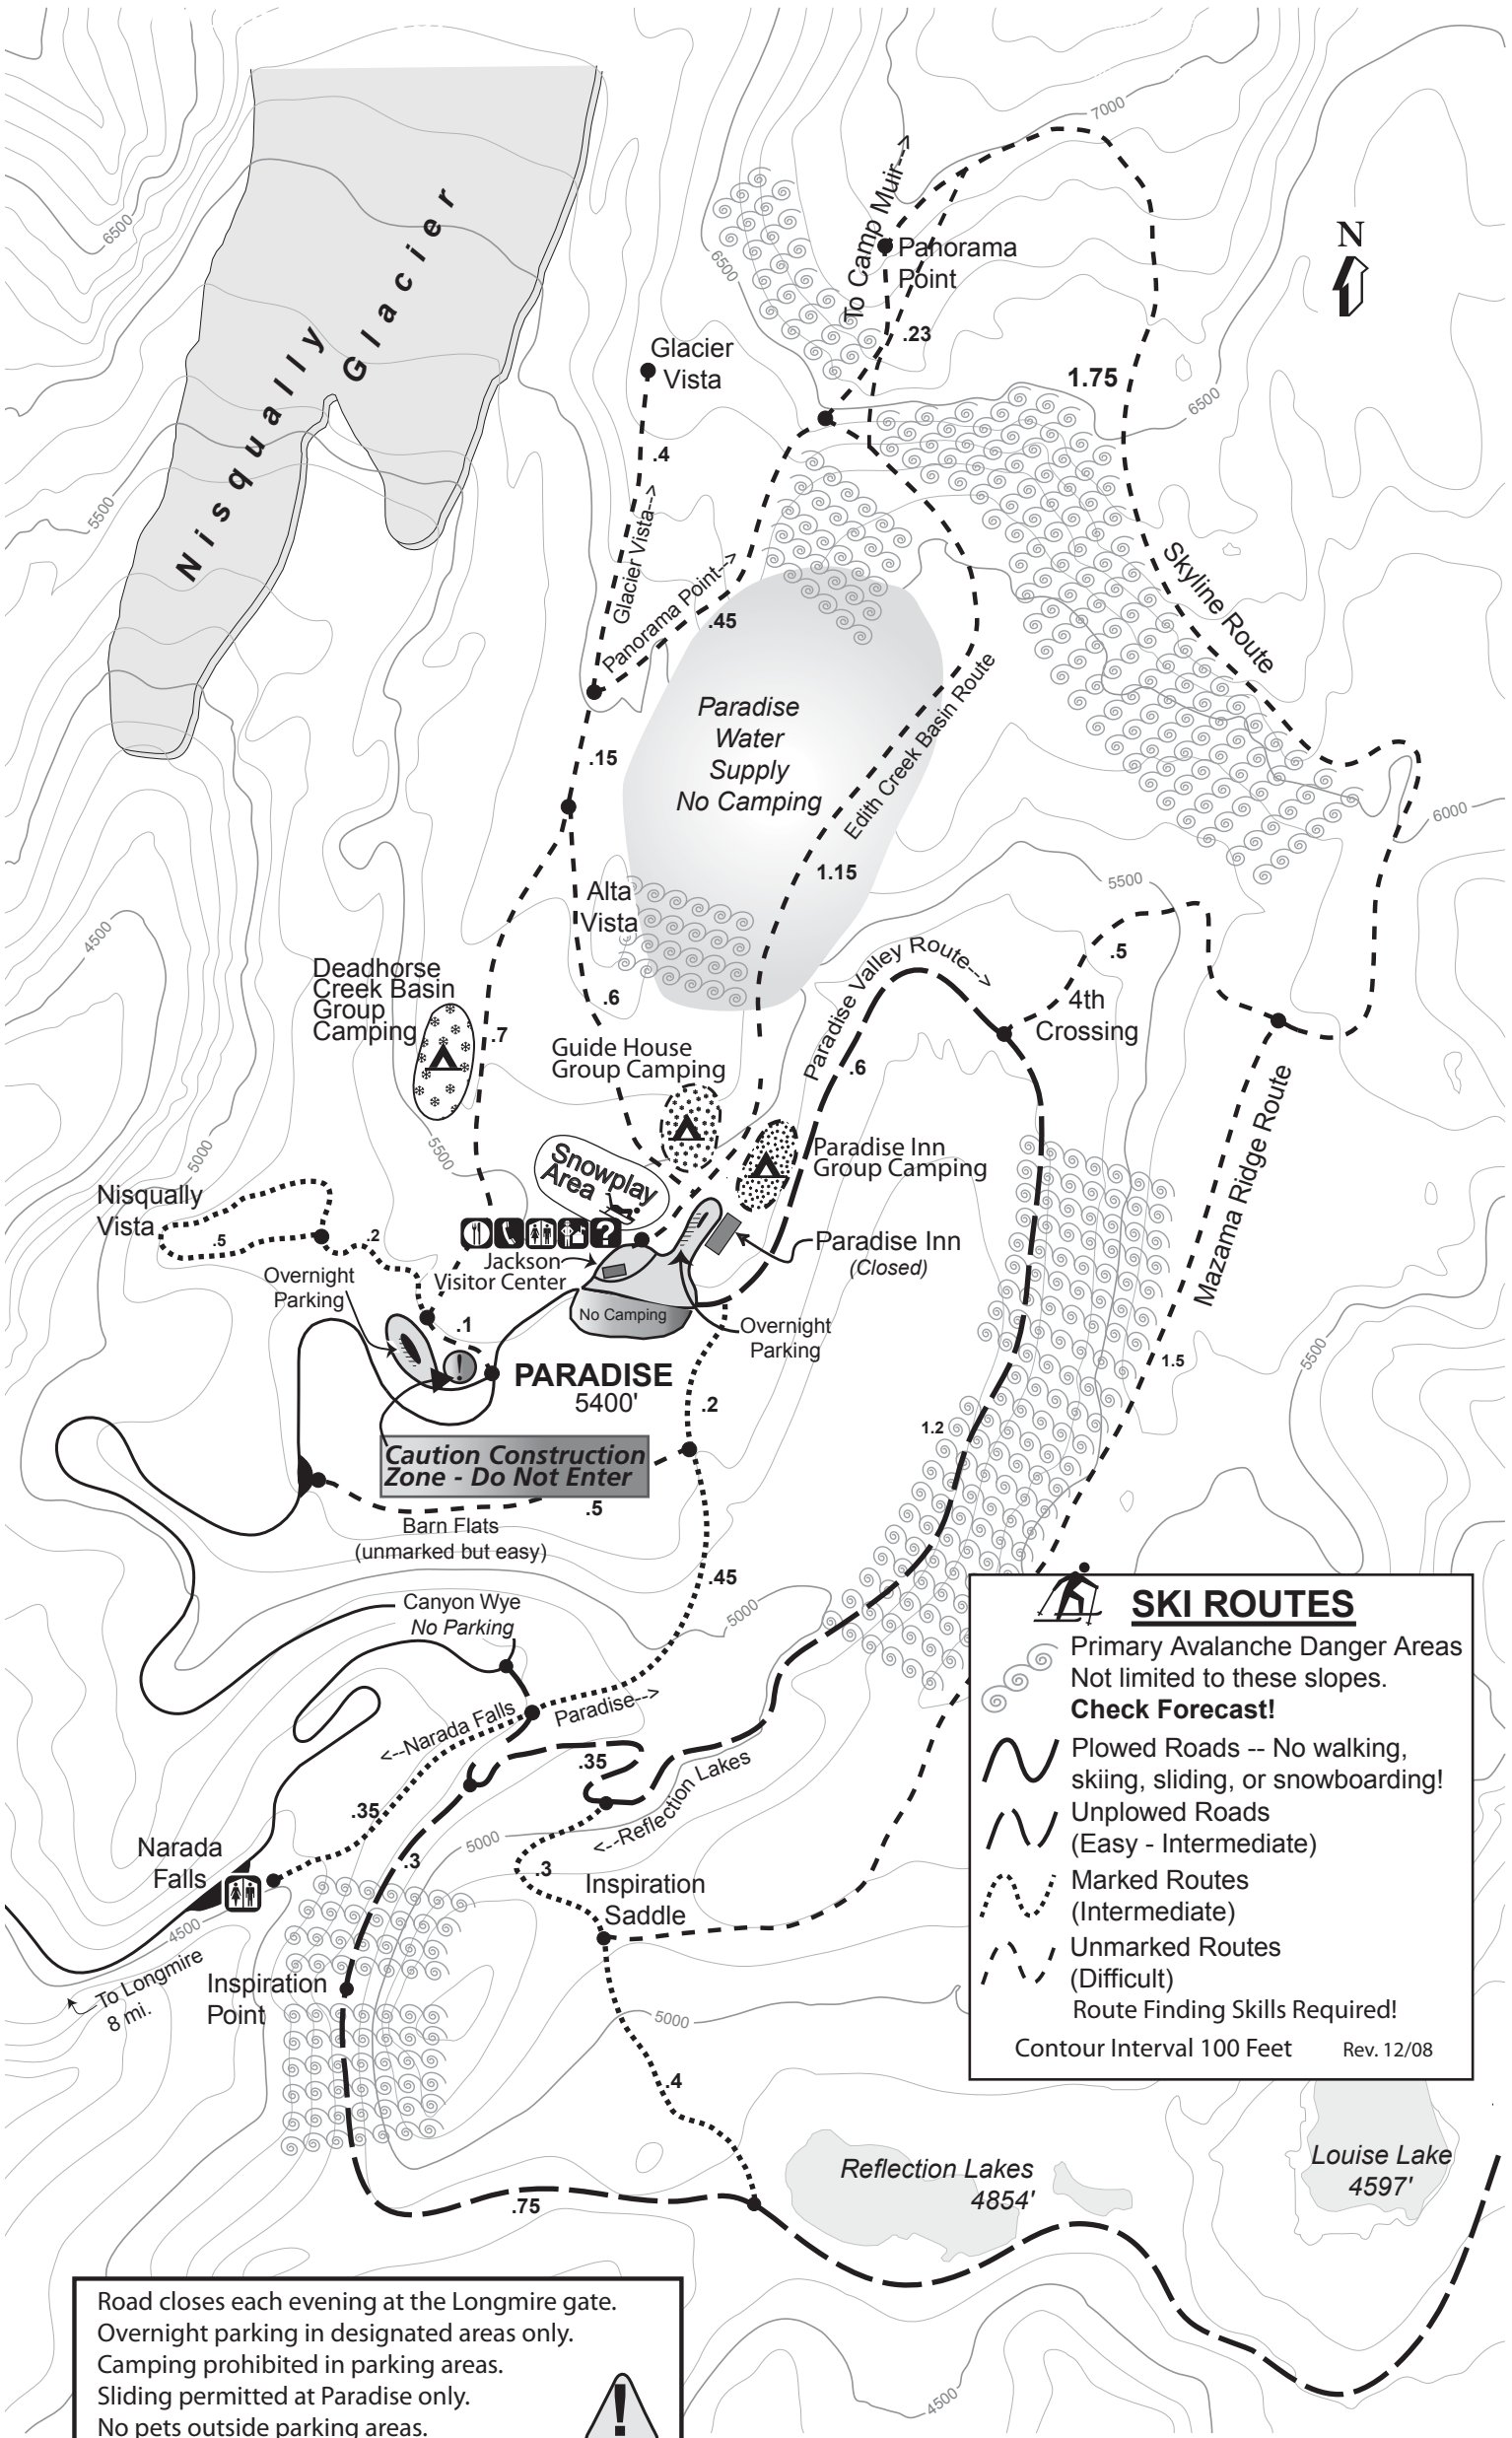 7000
6500
N
Nisqually
Glacier
To Camp Muir-->
Panorama
Point
6500
.23
Glacier
Vista
1.75
6500
.4
5500
Glacier Vista-->
Panorama Point-->
.45
Skyline Route
Paradise
Water
Supply
No Camping
Edith Creek Basin Route
.15
6000
1.15
5500
Alta
Vista
4500
Deadhorse
Creek Basin
Group
Camping
.6
.7
Paradise Valley Route-->
.5
4th
Crossing
Guide House
Group Camping
.6
5500
5000
Snowplay
Area
Paradise Inn
Group Camping
Mazama Ridge Route
Nisqually
Vista
.5
.2
?
Jackson
Visitor Center
Paradise Inn
(Closed)
Overnight
Parking
No Camping
.1
Overnight
Parking
!
PARADISE
5400'
1.5
5500
.2
1.2
Caution Construction
Zone - Do Not Enter
.5
Barn Flats
(unmarked but easy)
.45
5000
Canyon Wye
No Parking
<--Narada Falls
Paradise-->
.35
<--Reflection Lakes
.35
5000
Narada
Falls
.3
.3
Inspiration
Saddle
4500
To Longmire
8 mi.
Inspiration
Point
5000
.4
SKI ROUTES
Primary Avalanche Danger Areas
Not limited to these slopes.
Check Forecast!
Plowed Roads -- No walking,
skiing, sliding, or snowboarding!
Unplowed Roads
(Easy - Intermediate)
Marked Routes
(Intermediate)
Unmarked Routes
(Difficult)
Route Finding Skills Required!
Contour Interval 100 Feet Rev. 12/08
Reflection Lakes
4854'
Louise Lake
4597'
.75
4500
Road closes each evening at the Longmire gate.
Overnight parking in designated areas only.
Camping prohibited in parking areas.
Sliding permitted at Paradise only.
No pets outside parking areas.
!